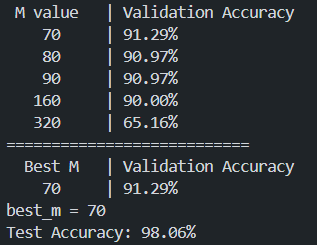 M value | Validation Accuracy
70 | 91.29%
80 | 90.97%
90 | 90.97%
160 | 90.00%
320 | 65.16%
===========================
Best M | Validation Accuracy
70 | 91.29%
best_m = 70
Test Accuracy: 98.06%